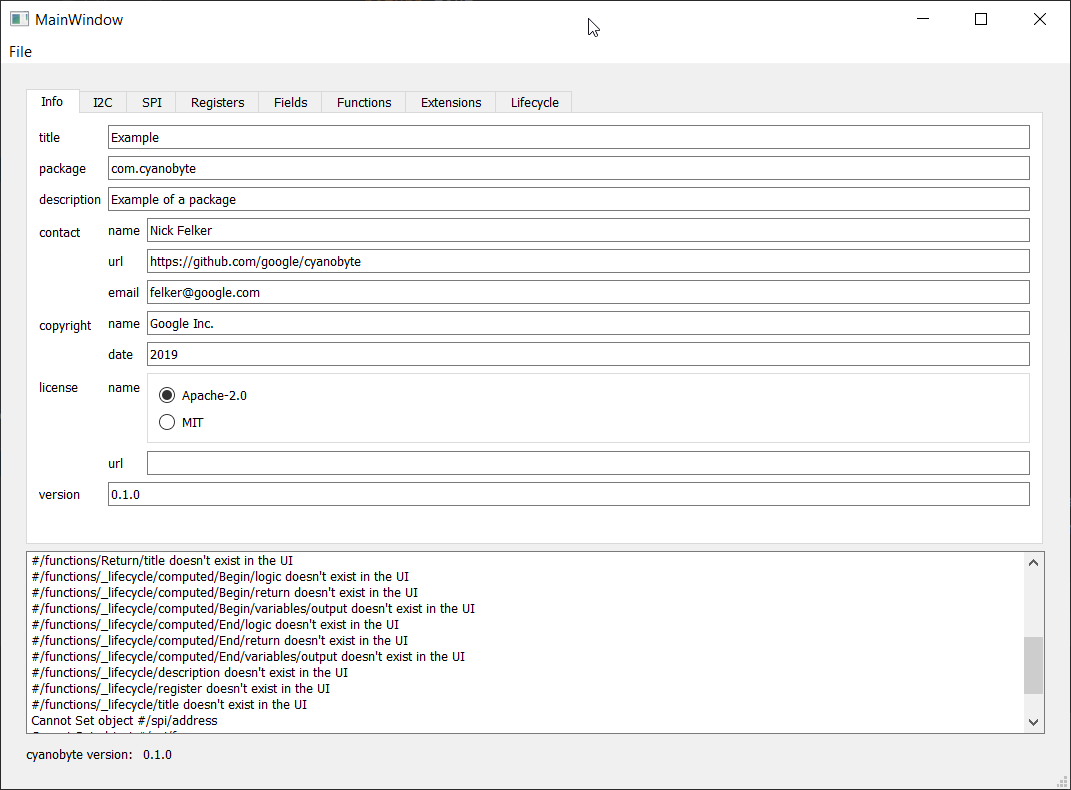 MainWindow
File
Info I2C SPI Registers Fields Functions Extensions Lifecycle
title Example
package com.cyanobyte
description Example of a package
contact name Nick Felker
url https://github.com/google/cyanobyte
email felker@google.com
copyright name Google Inc.
date 2019
license name Apache-2.0
MIT
url
version 0.1.0
#/functions/Return/title doesn't exist in the UI
#/functions/_lifecycle/computed/Begin/logic doesn't exist in the UI
#/functions/_lifecycle/computed/Begin/return doesn't exist in the UI
#/functions/_lifecycle/computed/Begin/variables/output doesn't exist in the UI
#/functions/_lifecycle/computed/End/logic doesn't exist in the UI
#/functions/_lifecycle/computed/End/return doesn't exist in the UI
#/functions/_lifecycle/computed/End/variables/output doesn't exist in the UI
#/functions/_lifecycle/description doesn't exist in the UI
#/functions/_lifecycle/register doesn't exist in the UI
#/functions/_lifecycle/title doesn't exist in the UI
Cannot Set object #/spi/address
cyanobyte version: 0.1.0